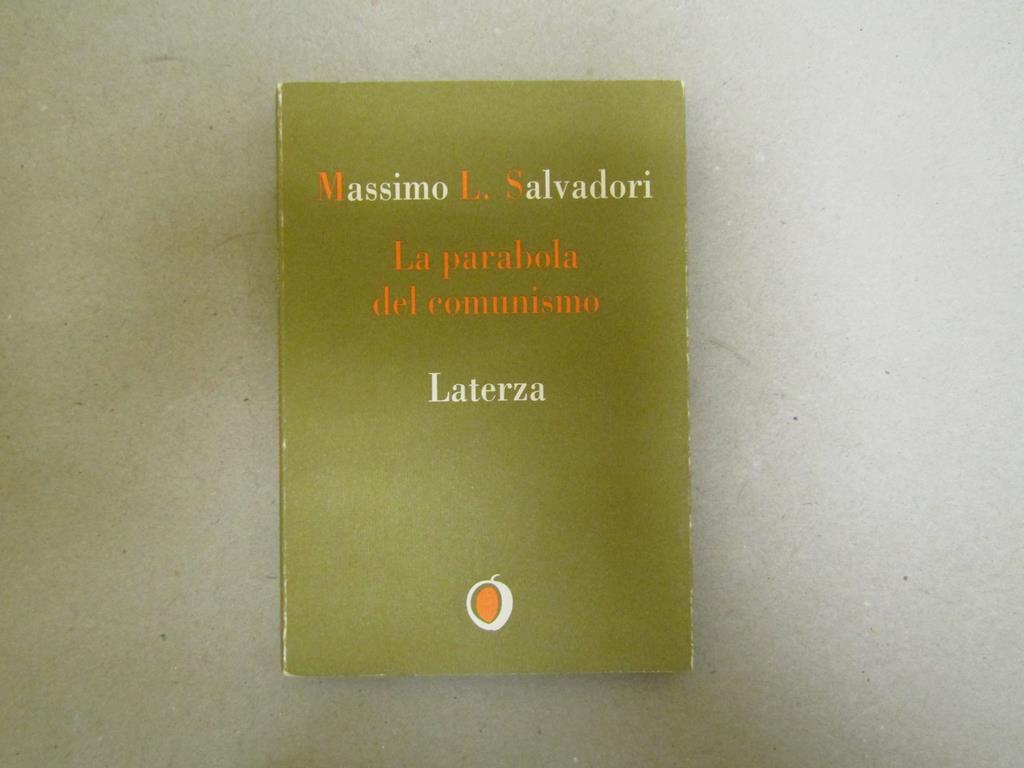 Massimo L. Salvadori
La parabola
del comunismo
Laterza